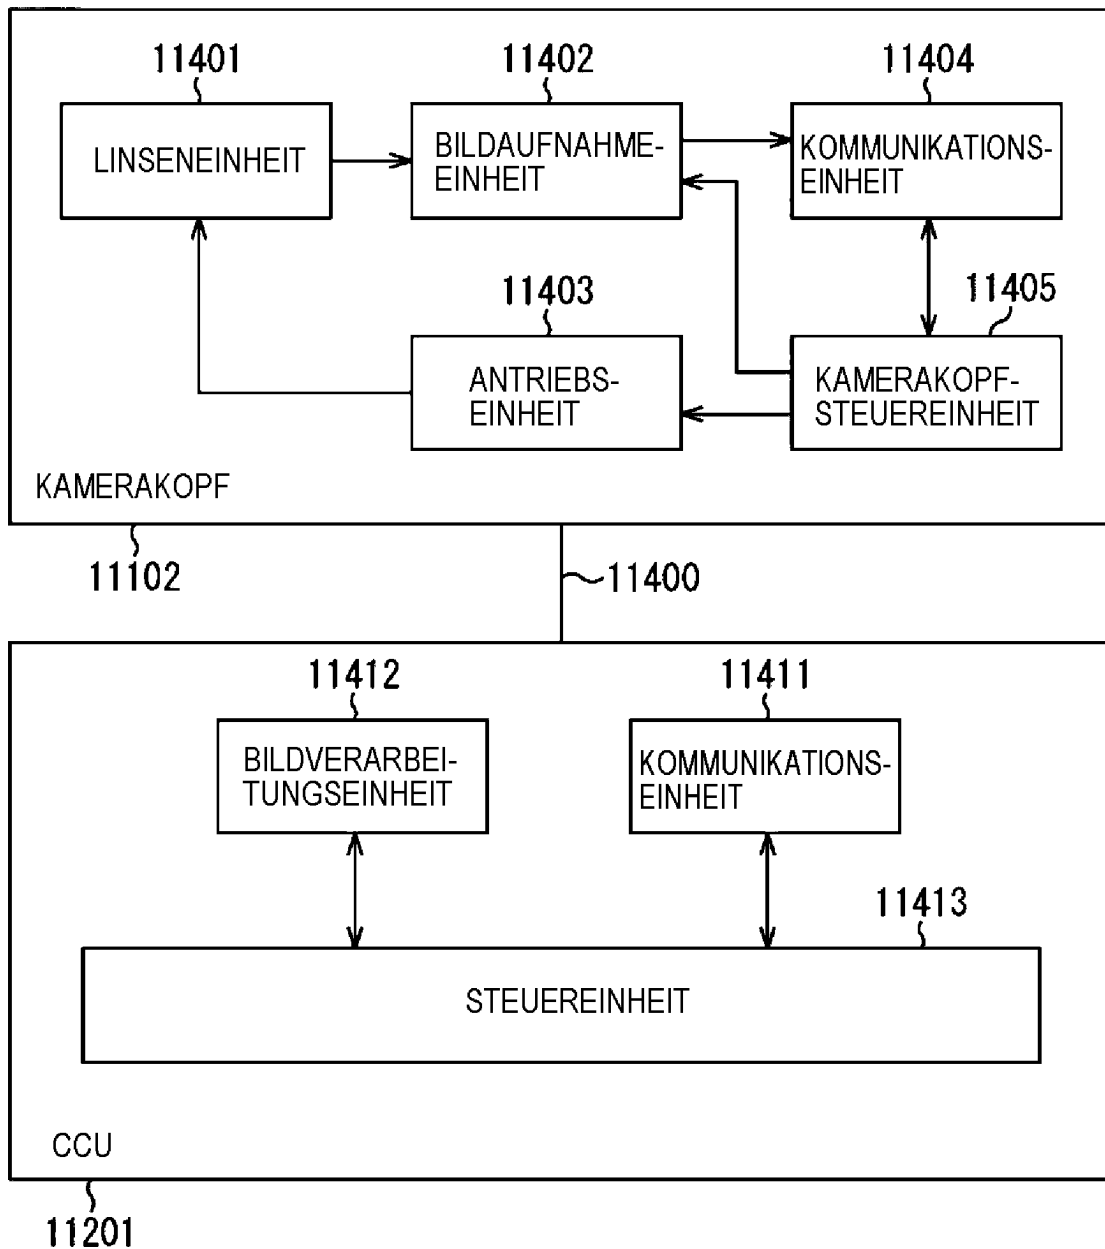 11401
11402
11404
LINSENEINHEIT
BILDAUFNAHME-
EINHEIT
KOMMUNIKATIONS-
EINHEIT
11403
11405
ANTRIEBS-
EINHEIT
KAMERAKOPF-
STEUEREINHEIT
KAMERAKOPF
11102
11400
11412
11411
BILDVERARBEI-
TUNGSEINHEIT
KOMMUNIKATIONS-
EINHEIT
11413
STEUEREINHEIT
CCU
11201